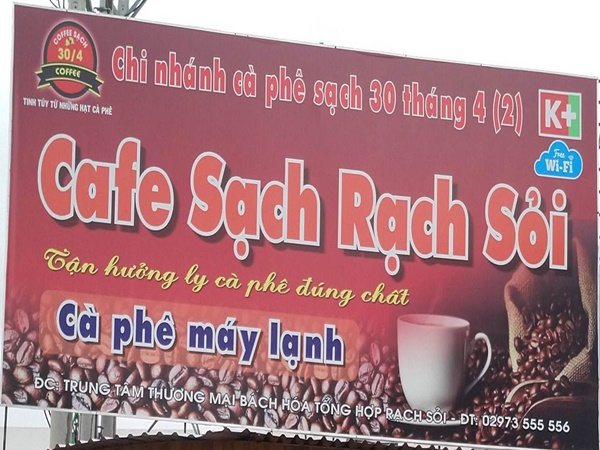 COFFEE SẠCH
30/4
COFFEE
TINH TÚY TỪ NHỮNG HẠT CÀ PHÊ
Chi nhánh cà phê sạch 30 tháng 4 (2)
K+
Free
Wi-Fi
Cafe Sạch Rạch Sỏi
Tận hưởng ly cà phê đúng chất
Cà phê máy lạnh
ĐC: TRUNG TÂM THƯƠNG MẠI BÁCH HÓA TỔNG HỢP RẠCH SỎI - ĐT: 02973 555 556